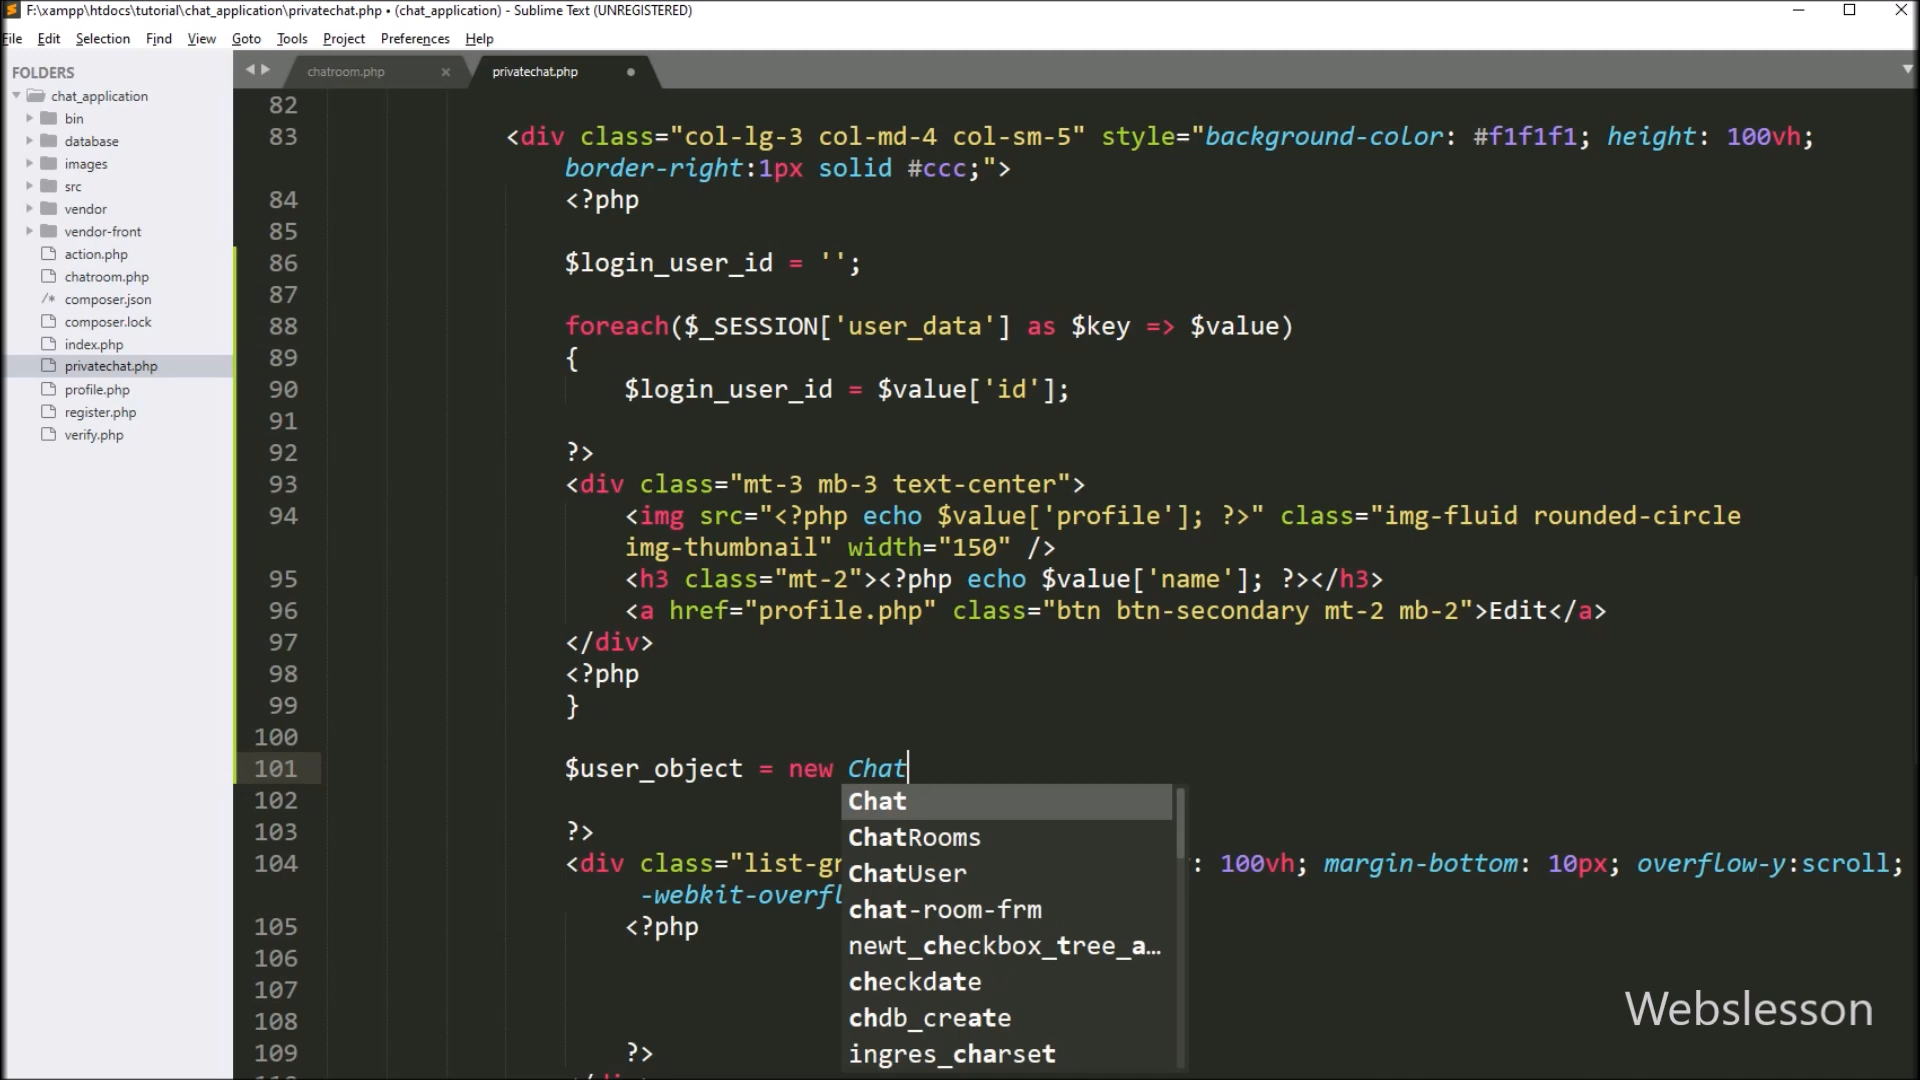 F:\xampp\htdocs\tutorial\chat_application\privatechat.php • (chat_application) - Sublime Text (UNREGISTERED)
File Edit Selection Find View Goto Tools Project Preferences Help
FOLDERS
chat_application
bin
database
images
src
vendor
vendor-front
action.php
chatroom.php
/* composer.json
composer.lock
index.php
privatechat.php
profile.php
register.php
verify.php
chatroom.php × privatechat.php
82
83 <div class="col-lg-3 col-md-4 col-sm-5" style="background-color: #f1f1f1; height: 100vh;
border-right:1px solid #ccc;">
84 <?php
85
86 $login_user_id = '';
87
88 foreach($_SESSION['user_data'] as $key => $value)
89 {
90 $login_user_id = $value['id'];
91
92 ?>
93 <div class="mt-3 mb-3 text-center">
94 <img src="<?php echo $value['profile']; ?>" class="img-fluid rounded-circle
img-thumbnail" width="150" />
95 <h3 class="mt-2"><?php echo $value['name']; ?></h3>
96 <a href="profile.php" class="btn btn-secondary mt-2 mb-2">Edit</a>
97 </div>
98 <?php
99 }
100
101 $user_object = new Chat
102
103 ?>
104 <div class="list-gr : 100vh; margin-bottom: 10px; overflow-y:scroll;
-webkit-overfl
105 <?php
106
107
108
109 ?>
Chat
ChatRooms
ChatUser
chat-room-frm
newt_checkbox_tree_a…
checkdate
chdb_create
ingres_charset
Webslesson